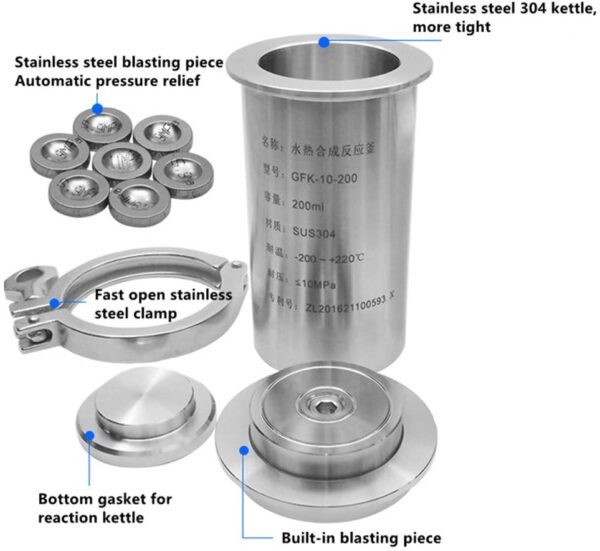 Stainless steel 304 kettle,
more tight
Stainless steel blasting piece
Automatic pressure relief
名称: 水热合成反应釜
型号: GFK-10-200
容量: 200ml
材质: SUS304
耐温: -200～+220℃
耐压: ≤10MPa
专利号: ZL201621100593.X
Fast open stainless
steel clamp
Bottom gasket for
reaction kettle
Built-in blasting piece